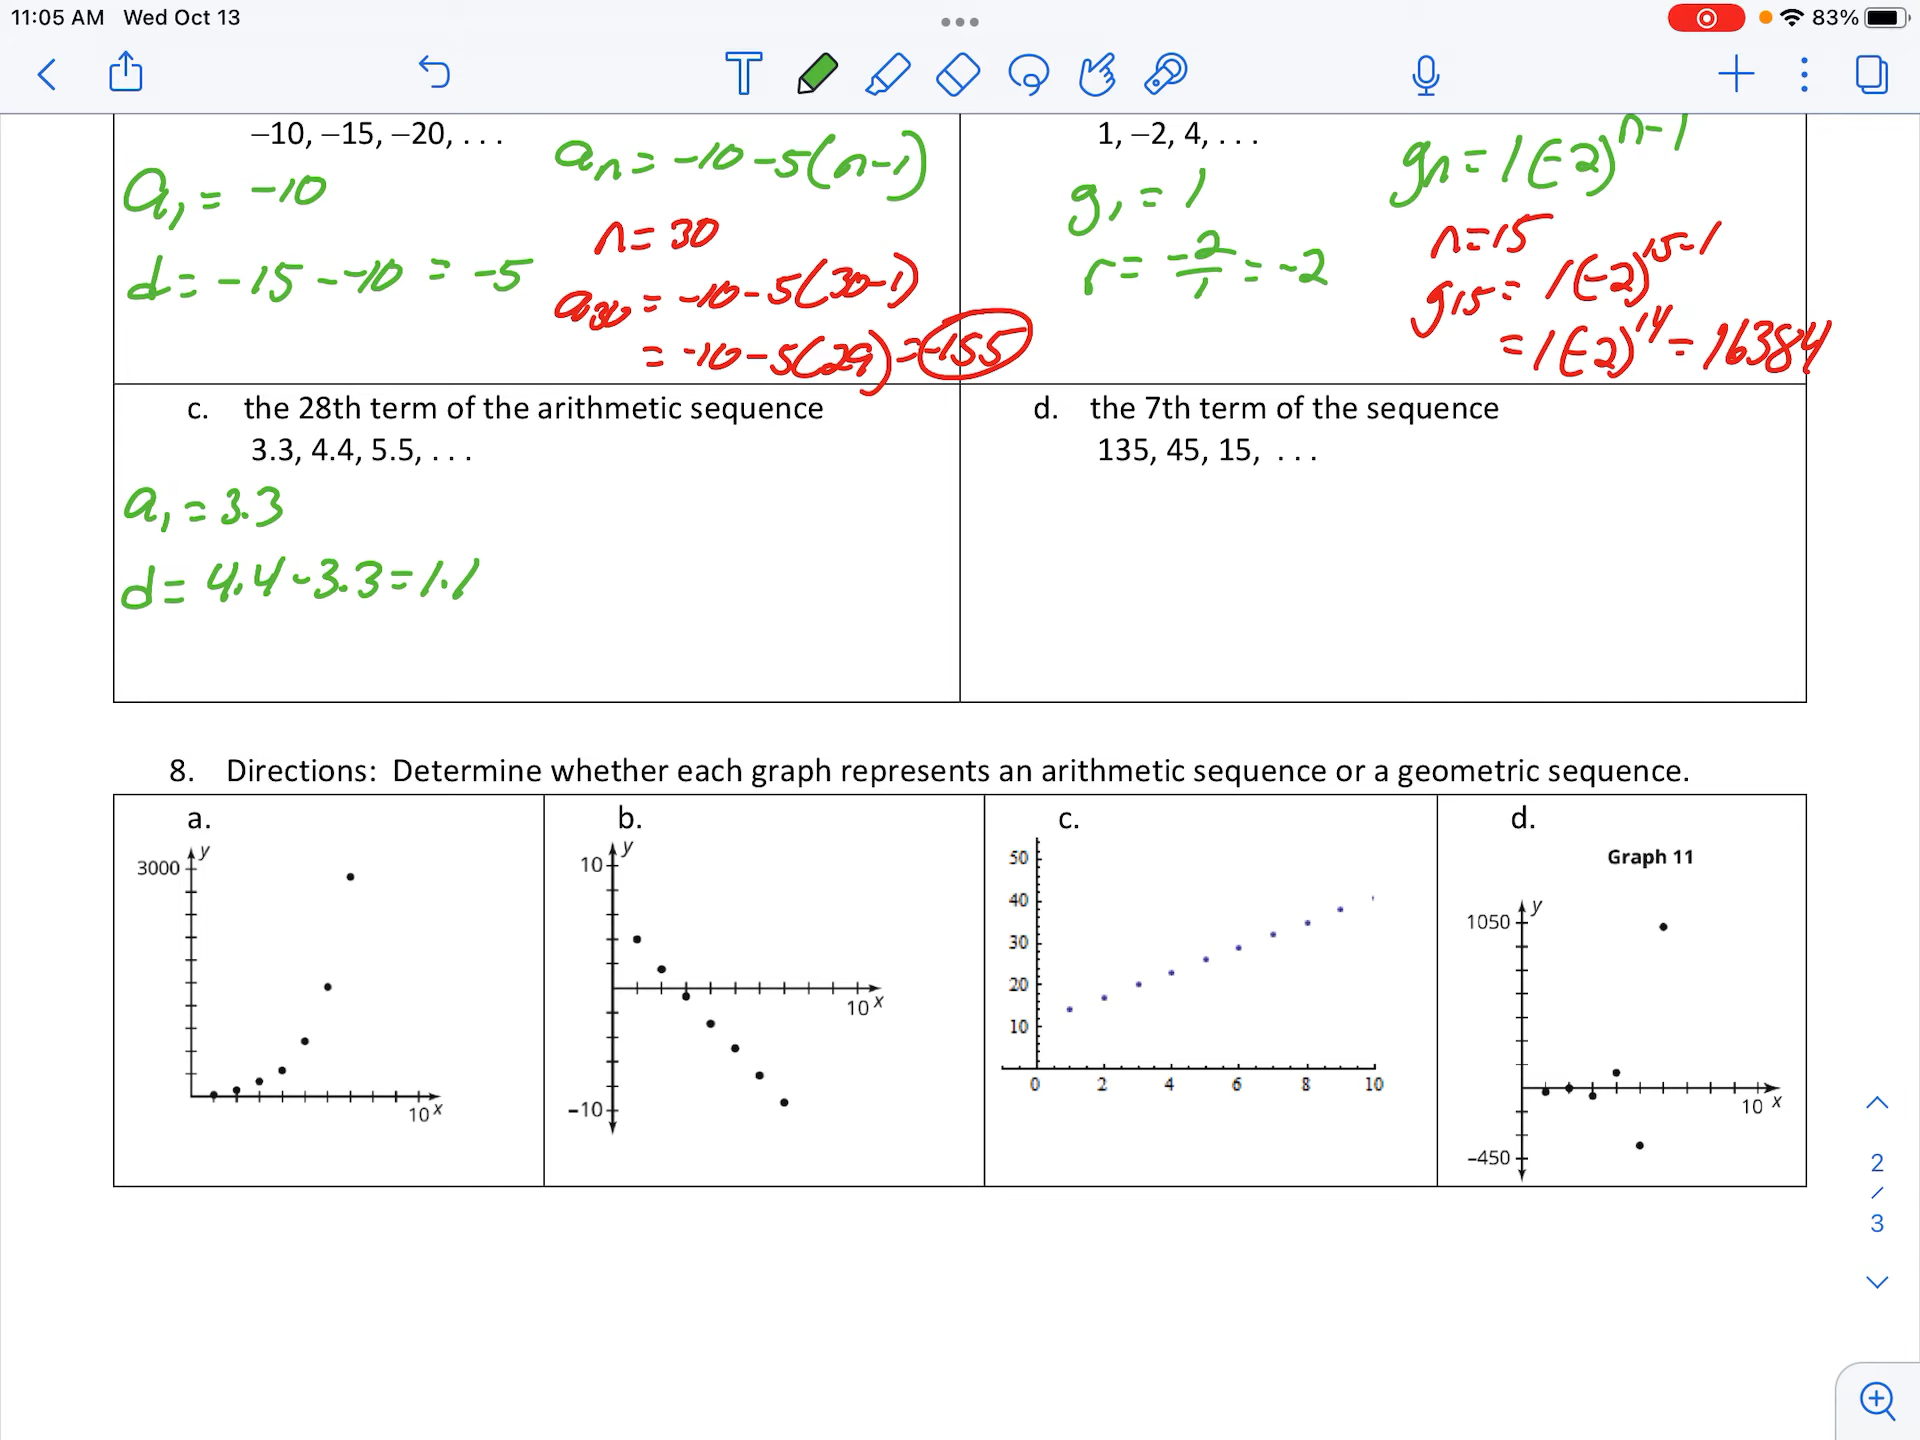 11:05 AM Wed Oct 13
83%
–10, –15, –20, . . .
a₁ = -10
d = -15 - -10 = -5
aₙ = -10 - 5(n-1)
n = 30
a₃₀ = -10 - 5(30-1)
= -10 - 5(29) = -155
1, –2, 4, . . .
g₁ = 1
r = -2/1 = -2
gₙ = 1(-2)ⁿ⁻¹
n = 15
g₁₅ = 1(-2)¹⁵⁻¹
= 1(-2)¹⁴ = 16384
c. the 28th term of the arithmetic sequence
3.3, 4.4, 5.5, . . .
a₁ = 3.3
d = 4.4 - 3.3 = 1.1
d. the 7th term of the sequence
135, 45, 15, . . .
8. Directions: Determine whether each graph represents an arithmetic sequence or a geometric sequence.
a.
y
3000
10 x
b.
y
10
10 x
–10
c.
50
40
30
20
10
0 2 4 6 8 10
d.
Graph 11
y
1050
10 x
–450
2
/
3